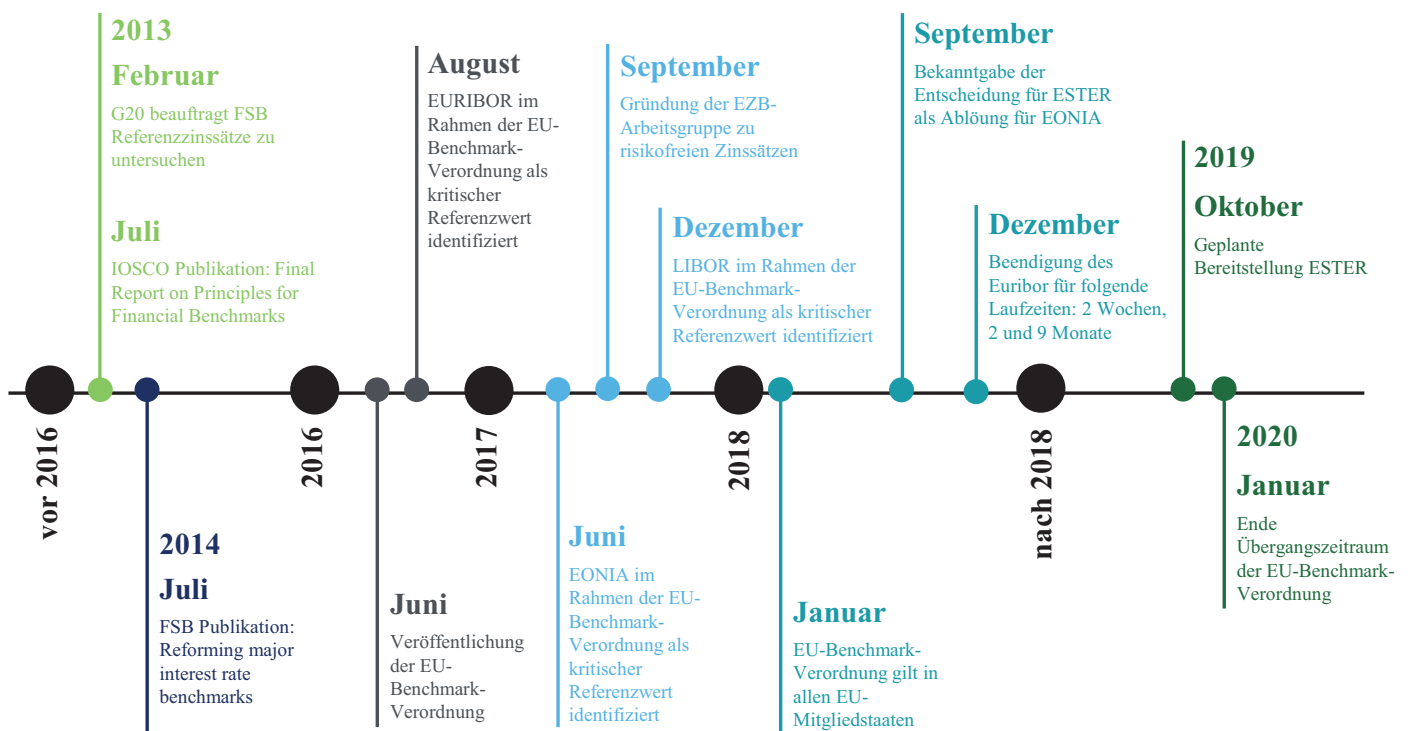 2013
Februar
G20 beauftragt FSB
Referenzzinssätze zu
untersuchen
Juli
IOSCO Publikation: Final
Report on Principles for
Financial Benchmarks
August
EURIBOR im
Rahmen der EU-
Benchmark-
Verordnung als
kritischer
Referenzwert
identifiziert
September
Gründung der EZB-
Arbeitsgruppe zu
risikofreien Zinssätzen
Dezember
LIBOR im Rahmen der
EU-Benchmark-
Verordnung als kritischer
Referenzwert identifiziert
September
Bekanntgabe der
Entscheidung für ESTER
als Ablöung für EONIA
Dezember
Beendigung des
Euribor für folgende
Laufzeiten: 2 Wochen,
2 und 9 Monate
2019
Oktober
Geplante
Bereitstellung ESTER
vor 2016
2016
2017
2018
nach 2018
2014
Juli
FSB Publikation:
Reforming major
interest rate
benchmarks
Juni
Veröffentlichung
der EU-
Benchmark-
Verordnung
Juni
EONIA im
Rahmen der EU-
Benchmark-
Verordnung als
kritischer
Referenzwert
identifiziert
Januar
EU-Benchmark-
Verordnung gilt in
allen EU-
Mitgliedstaaten
2020
Januar
Ende
Übergangszeitraum
der EU-Benchmark-
Verordnung